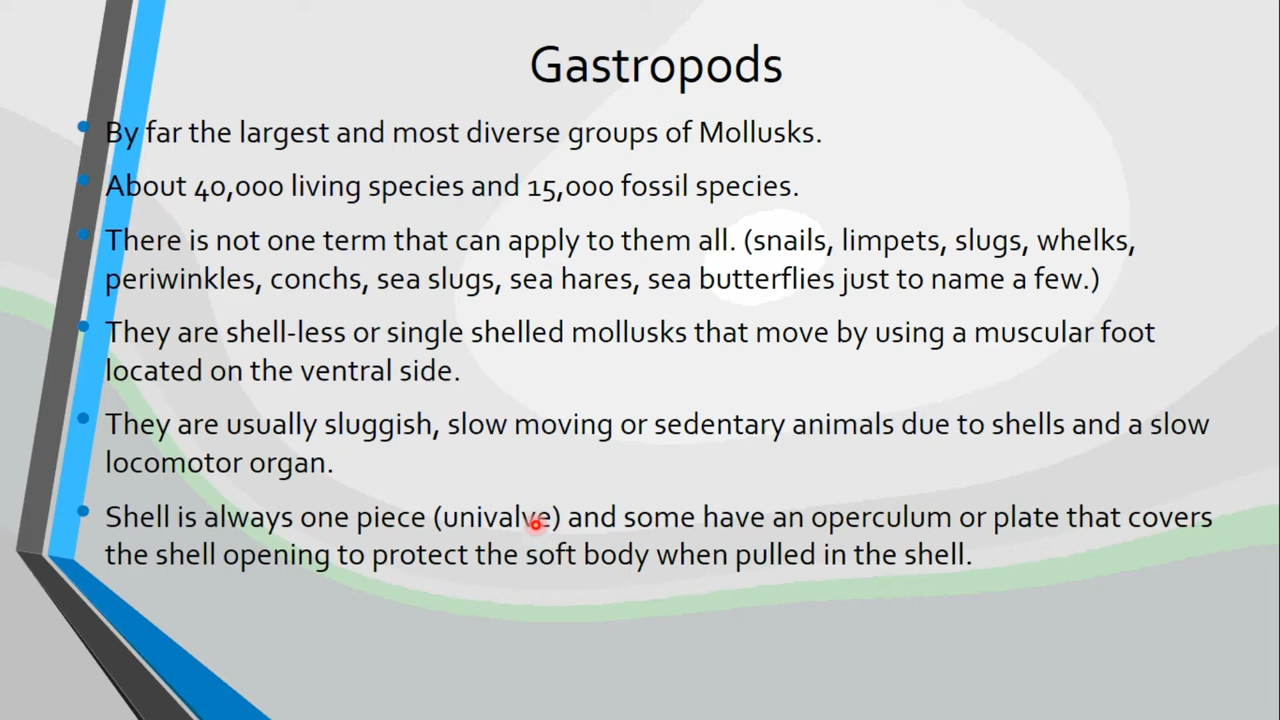 Gastropods
• By far the largest and most diverse groups of Mollusks.
• About 40,000 living species and 15,000 fossil species.
• There is not one term that can apply to them all. (snails, limpets, slugs, whelks,
periwinkles, conchs, sea slugs, sea hares, sea butterflies just to name a few.)
• They are shell-less or single shelled mollusks that move by using a muscular foot
located on the ventral side.
• They are usually sluggish, slow moving or sedentary animals due to shells and a slow
locomotor organ.
• Shell is always one piece (univalve) and some have an operculum or plate that covers
the shell opening to protect the soft body when pulled in the shell.